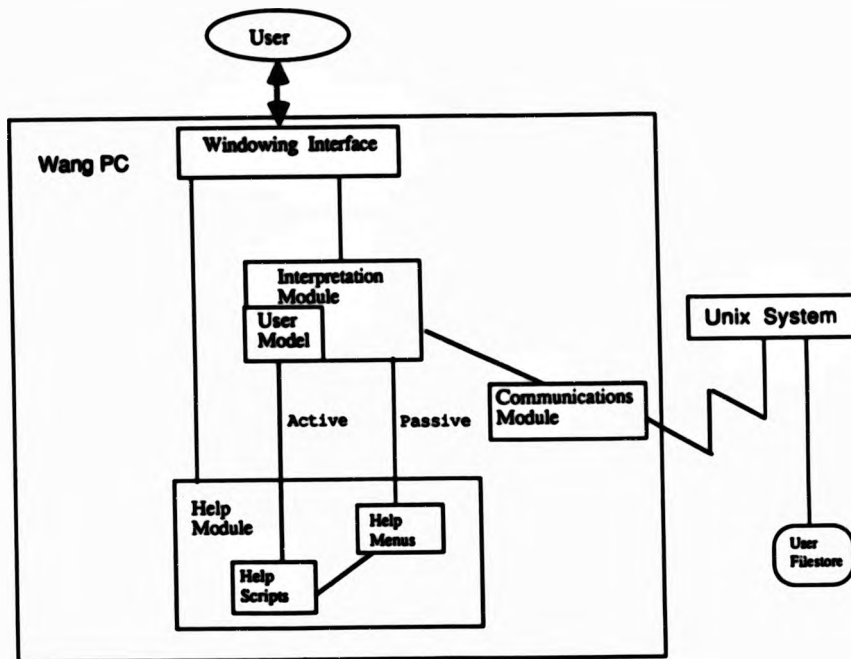 User
Wang PC
Windowing Interface
Interpretation
Module
User
Model
Unix System
Communications
Module
Active
Passive
Help
Module
Help
Menus
Help
Scripts
User
Filestore